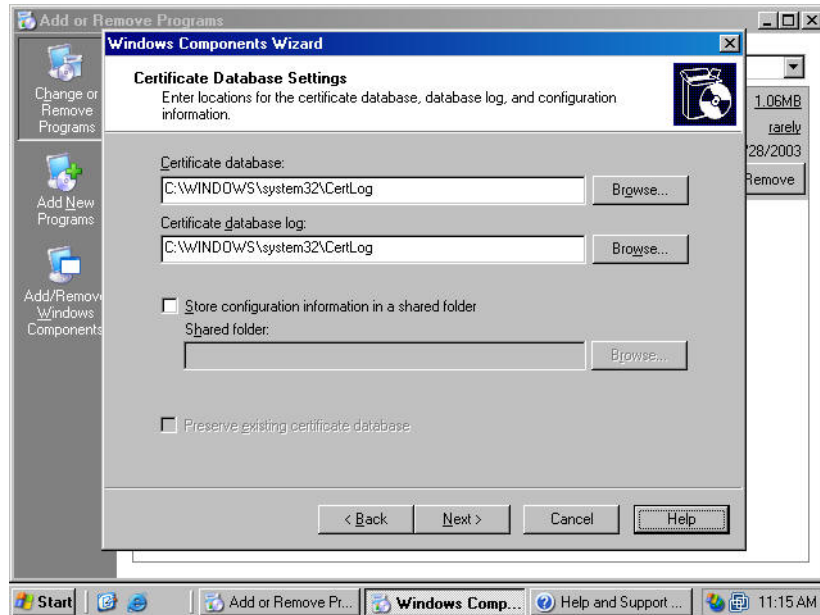 Add or Remove Programs
Windows Components Wizard
Certificate Database Settings
Enter locations for the certificate database, database log, and configuration
information.
Change or
Remove
Programs
Add New
Programs
Add/Remov
Windows
Components
1.06MB
rarely
/28/2003
Remove
Certificate database:
C:\WINDOWS\system32\CertLog
Browse...
Certificate database log:
C:\WINDOWS\system32\CertLog
Browse...
Store configuration information in a shared folder
Shared folder:
Browse...
Preserve existing certificate database
< Back
Next >
Cancel
Help
Start
Add or Remove Pr...
Windows Comp...
Help and Support ...
11:15 AM